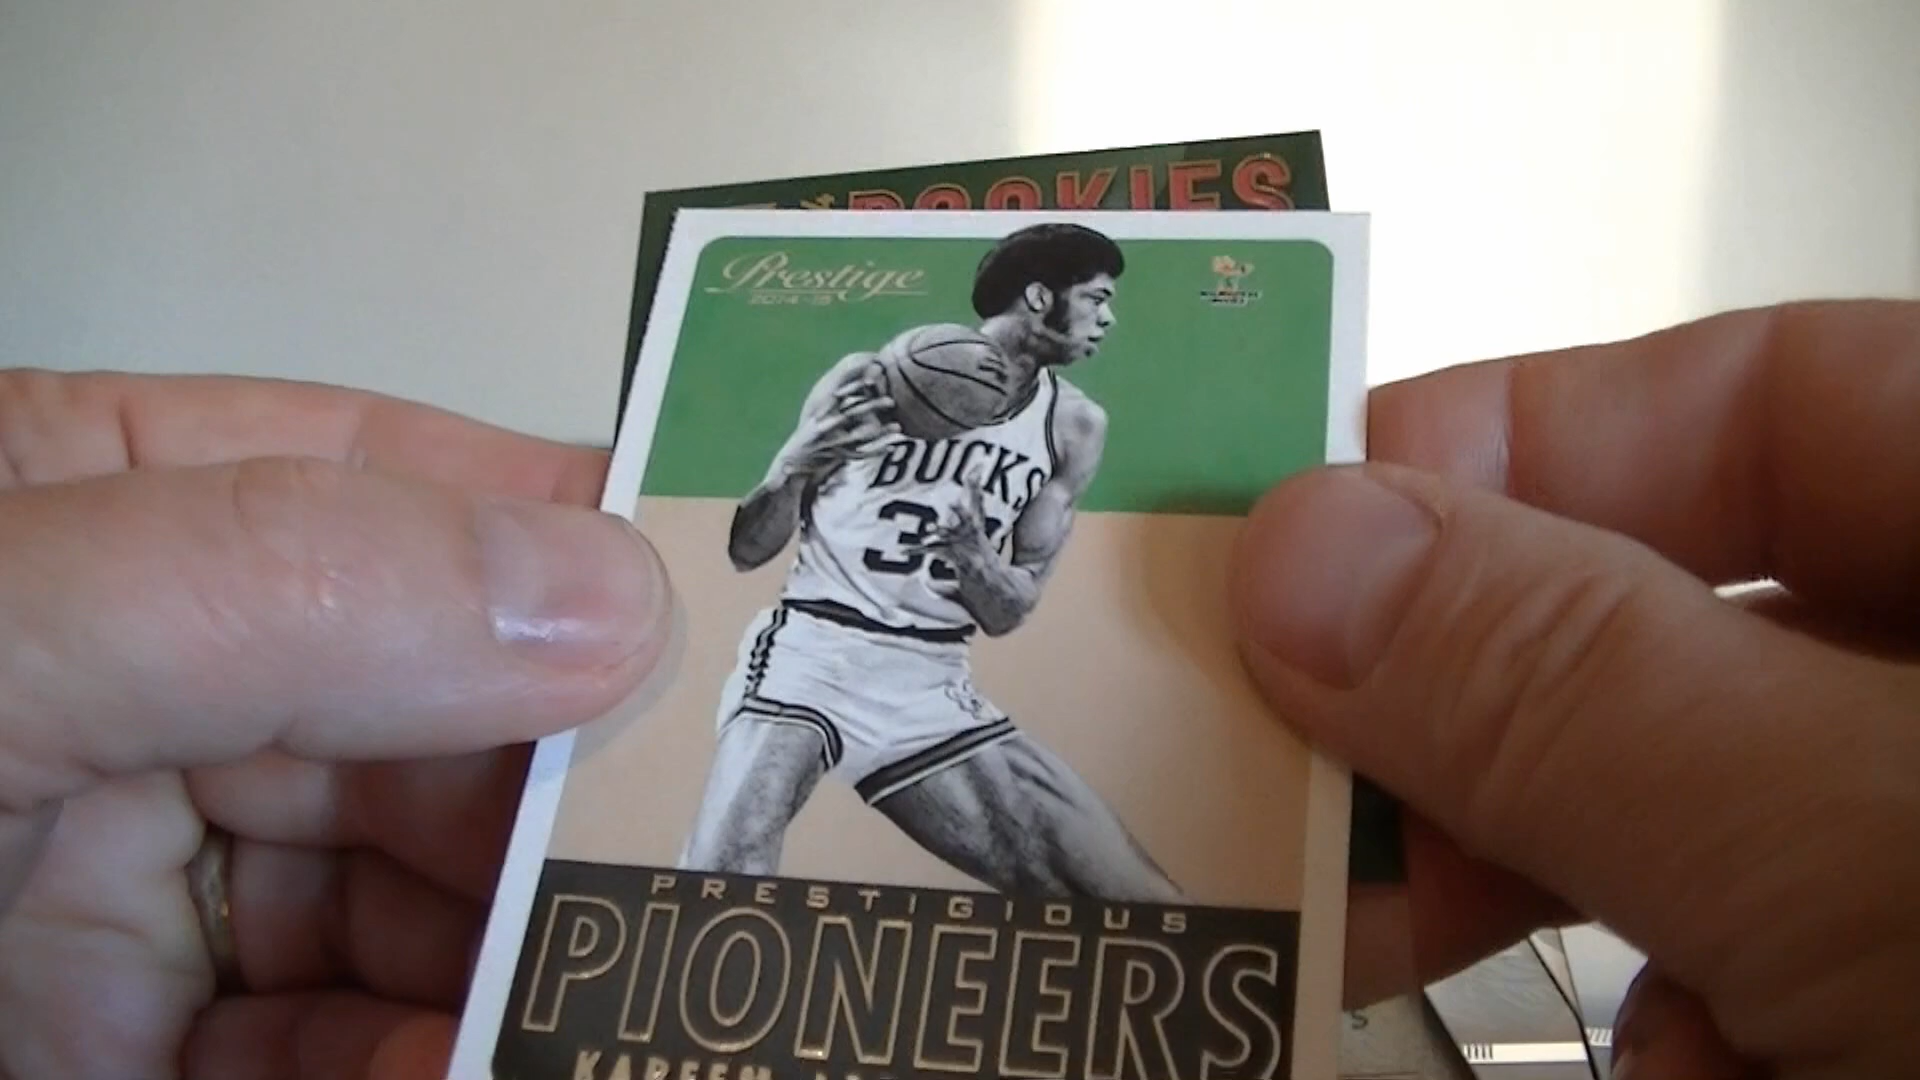 ROOKIES
Prestige
2014-15
BUCKS
33
PRESTIGIOUS
PIONEERS
KAREEM